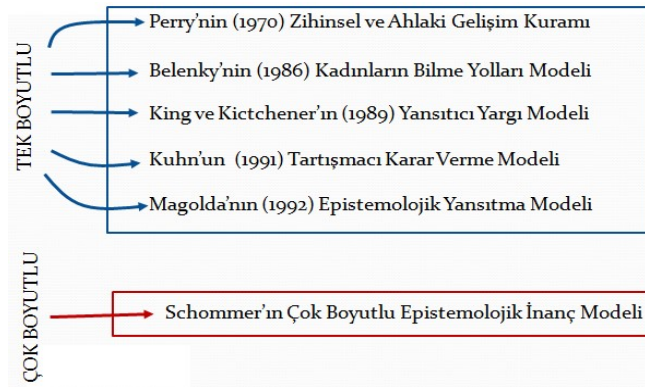 TEK BOYUTLU
Perry’nin (1970) Zihinsel ve Ahlaki Gelişim Kuramı
Belenky’nin (1986) Kadınların Bilme Yolları Modeli
King ve Kictchener’ın (1989) Yansıtıcı Yargı Modeli
Kuhn’un (1991) Tartışmacı Karar Verme Modeli
Magolda’nın (1992) Epistemolojik Yansıtma Modeli
ÇOK BOYUTLU
Schommer’ın Çok Boyutlu Epistemolojik İnanç Modeli